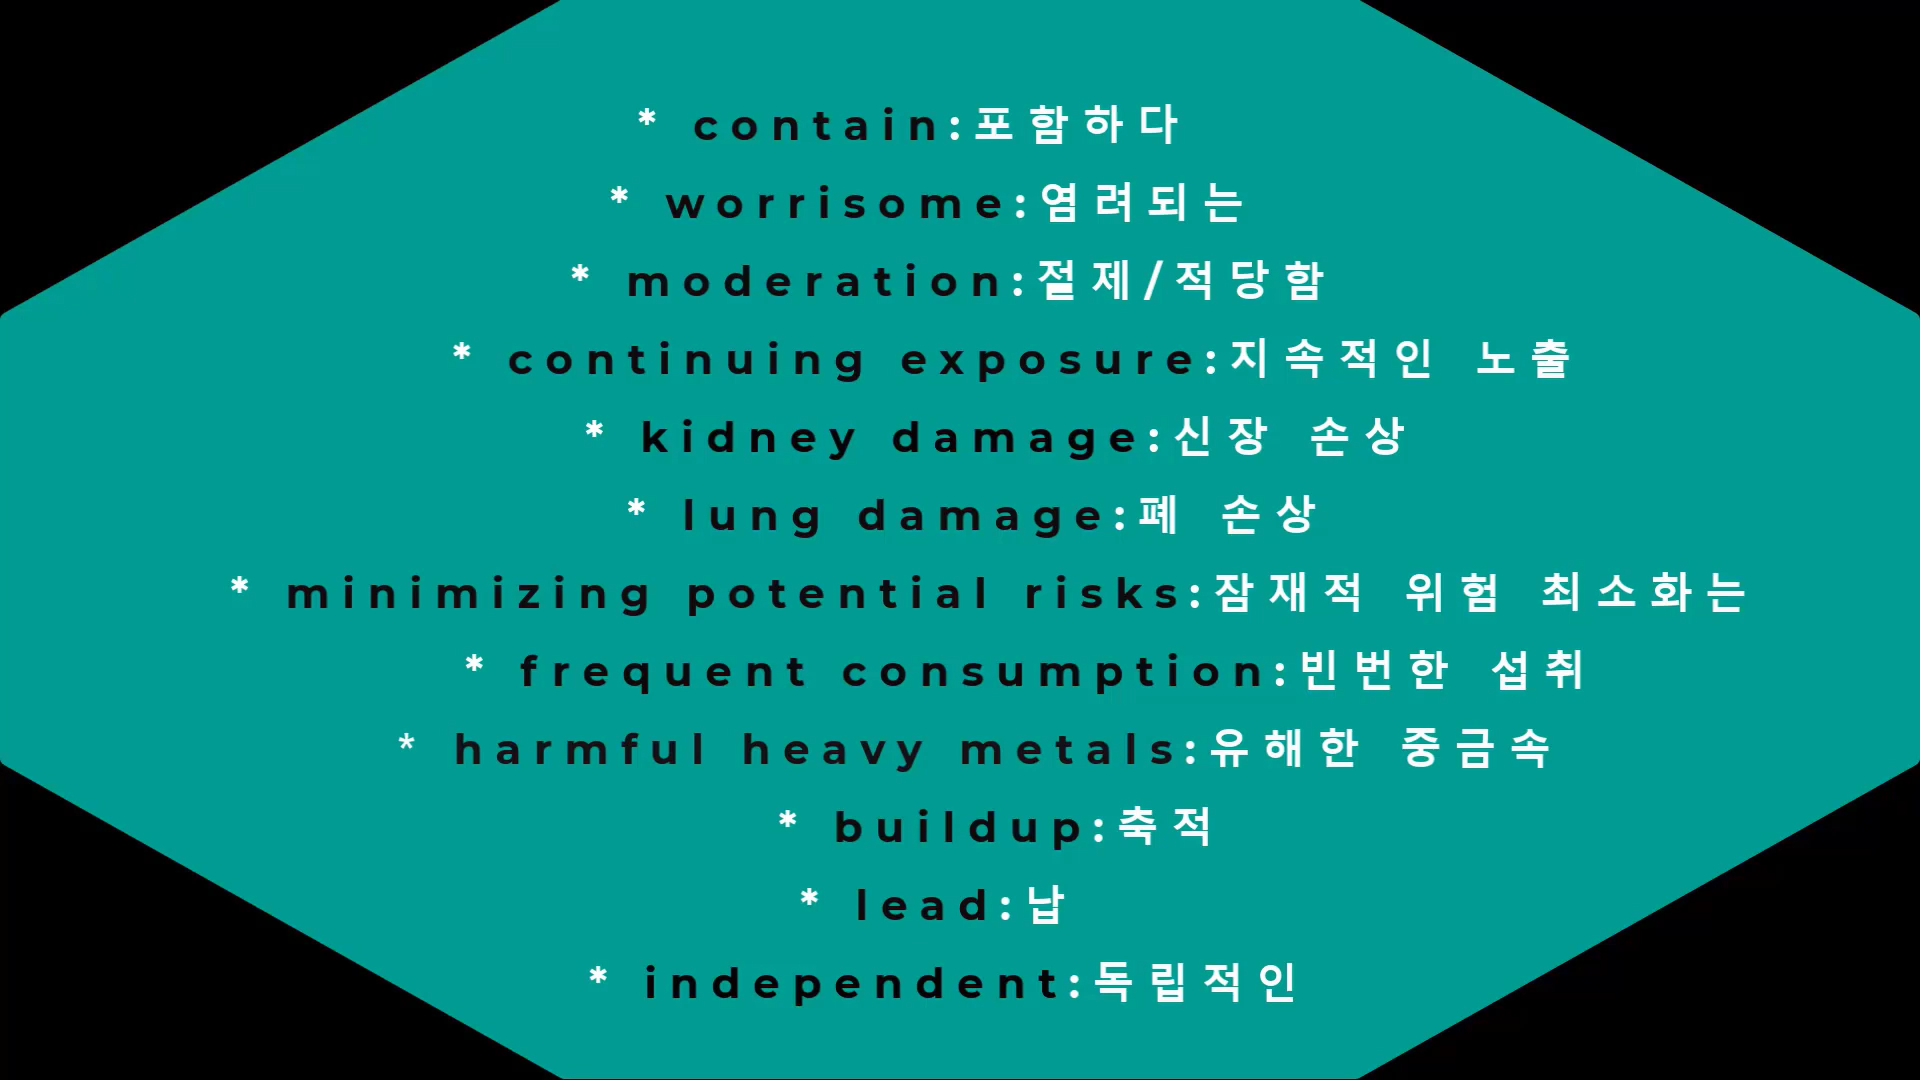 * contain:포함하다
* worrisome:염려되는
* moderation:절제/적당함
* continuing exposure:지속적인 노출
* kidney damage:신장 손상
* lung damage:폐 손상
* minimizing potential risks:잠재적 위험 최소화는
* frequent consumption:빈번한 섭취
* harmful heavy metals:유해한 중금속
* buildup:축적
* lead:납
* independent:독립적인